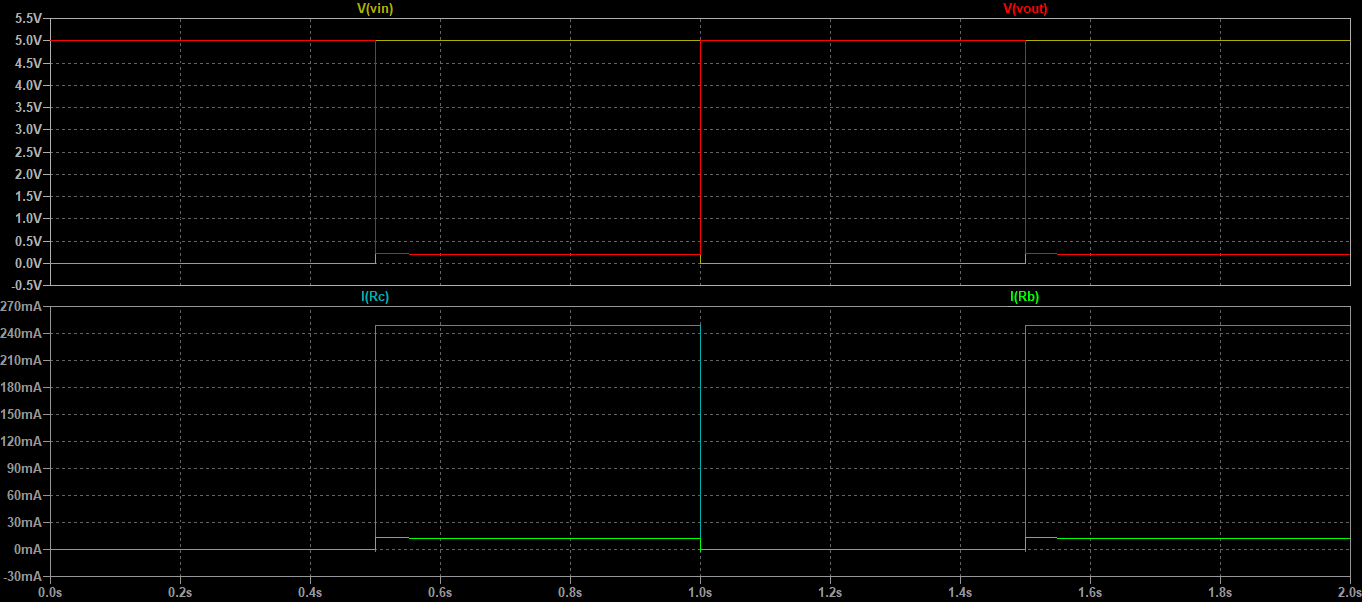 V(vin) V(vout)
5.5V
5.0V
4.5V
4.0V
3.5V
3.0V
2.5V
2.0V
1.5V
1.0V
0.5V
0.0V
-0.5V
I(Rc) I(Rb)
270mA
240mA
210mA
180mA
150mA
120mA
90mA
60mA
30mA
0mA
-30mA
0.0s 0.2s 0.4s 0.6s 0.8s 1.0s 1.2s 1.4s 1.6s 1.8s 2.0s